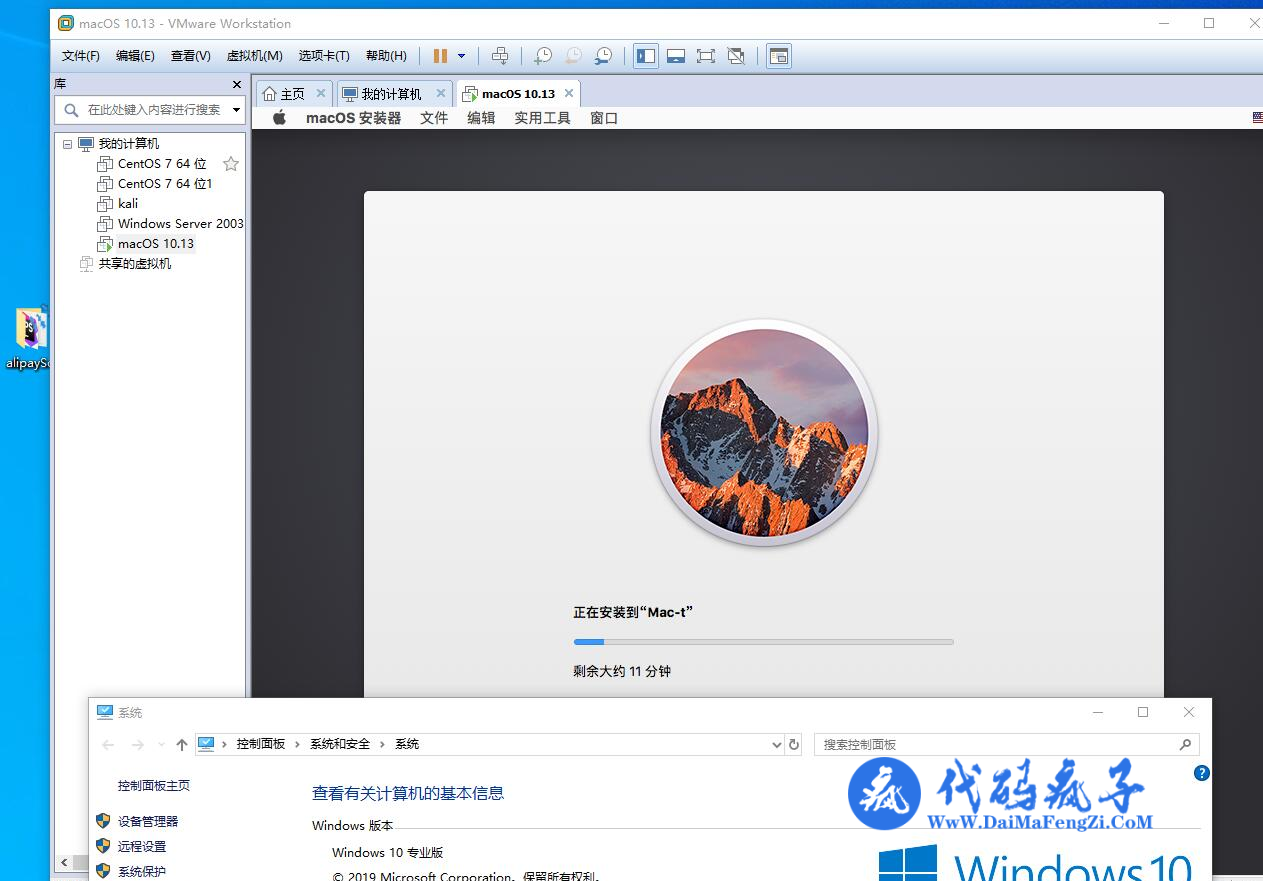 macOS 10.13 - VMware Workstation
文件(F) 编辑(E) 查看(V) 虚拟机(M) 选项卡(T) 帮助(H)
库
主页 我的计算机 macOS 10.13
在此处键入内容进行搜索
macOS 安装器 文件 编辑 实用工具 窗口
我的计算机
CentOS 7 64 位
CentOS 7 64 位1
kali
Windows Server 2003
macOS 10.13
共享的虚拟机
PS
正在安装到“Mac-t”
剩余大约 11 分钟
系统
控制面板 系统和安全 系统
搜索控制面板
控制面板主页
设备管理器
远程设置
系统保护
查看有关计算机的基本信息
Windows 版本
Windows 10 专业版
© 2019 Microsoft Corporation。保留所有权利。
疯 代码疯子
WwW.DaiMaFengZi.CoM
Windows 10